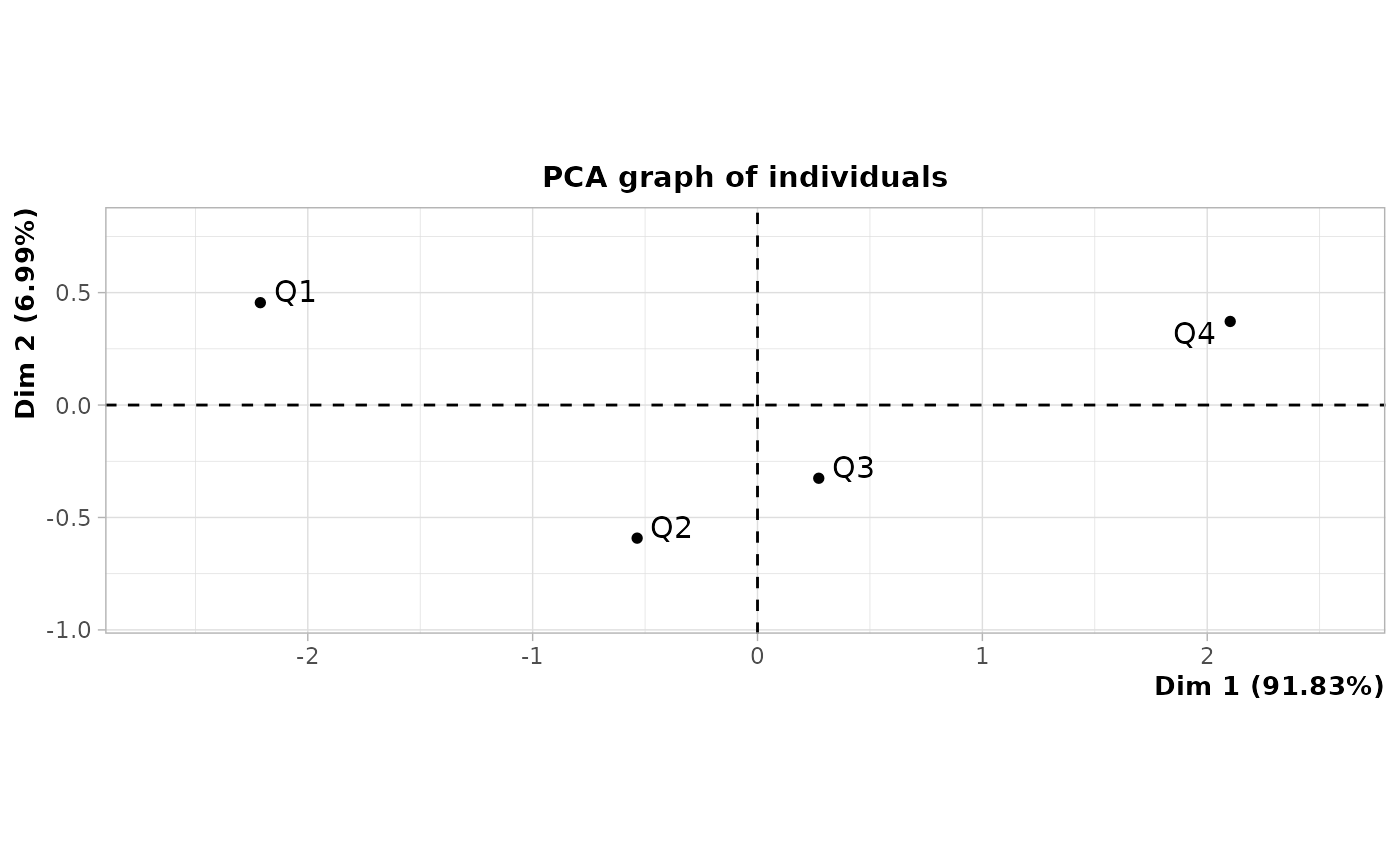 PCA graph of individuals
Dim 2 (6.99%)
0.5
0.0
-0.5
-1.0
Q1
Q4
Q3
Q2
-2
-1
0
1
2
Dim 1 (91.83%)